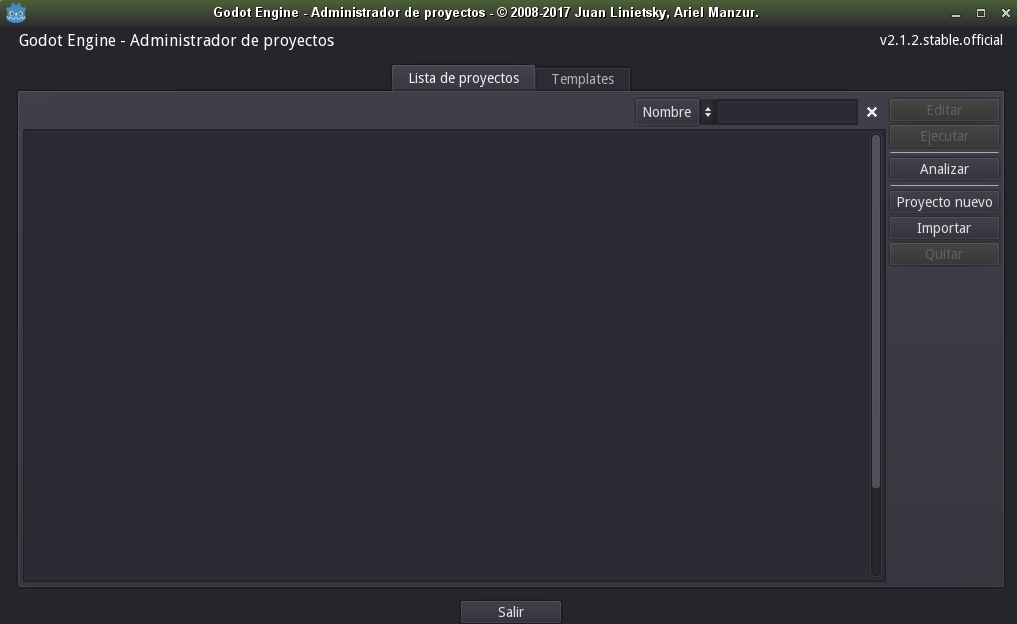 Godot Engine - Administrador de proyectos - © 2008-2017 Juan Linietsky, Ariel Manzur.
Godot Engine - Administrador de proyectos
v2.1.2.stable.official
Lista de proyectos
Templates
Nombre
Editar
Ejecutar
Analizar
Proyecto nuevo
Importar
Quitar
Salir